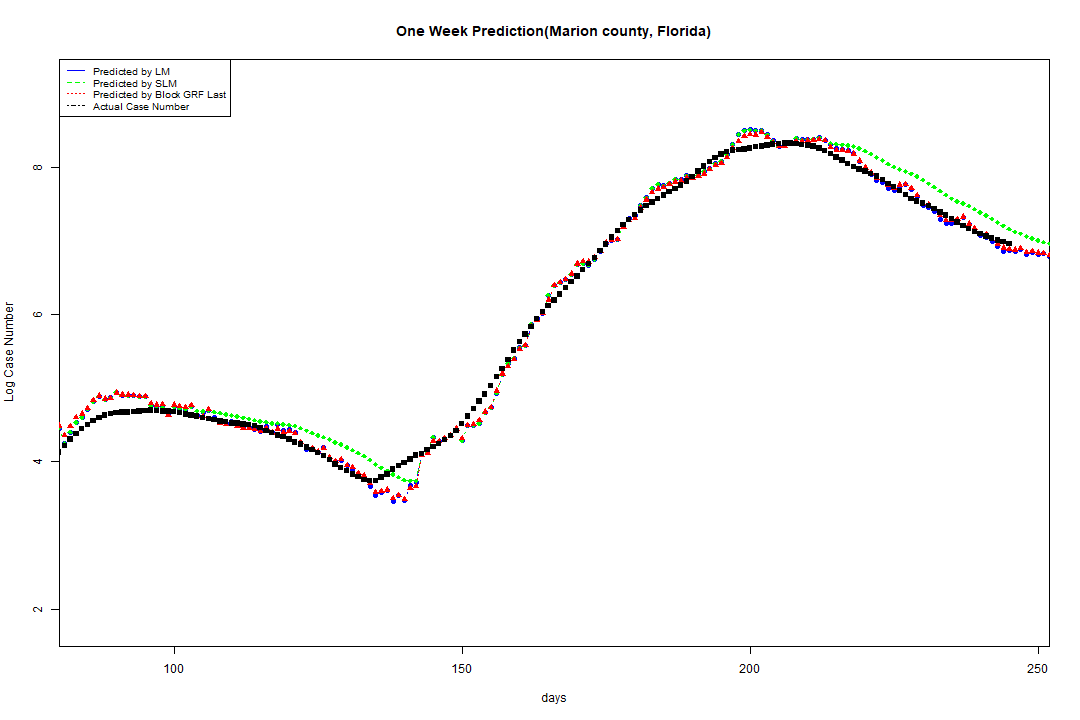 One Week Prediction(Marion county, Florida)
Predicted by LM
Predicted by SLM
Predicted by Block GRF Last
Actual Case Number
Log Case Number
8
6
4
2
100 150 200 250
days